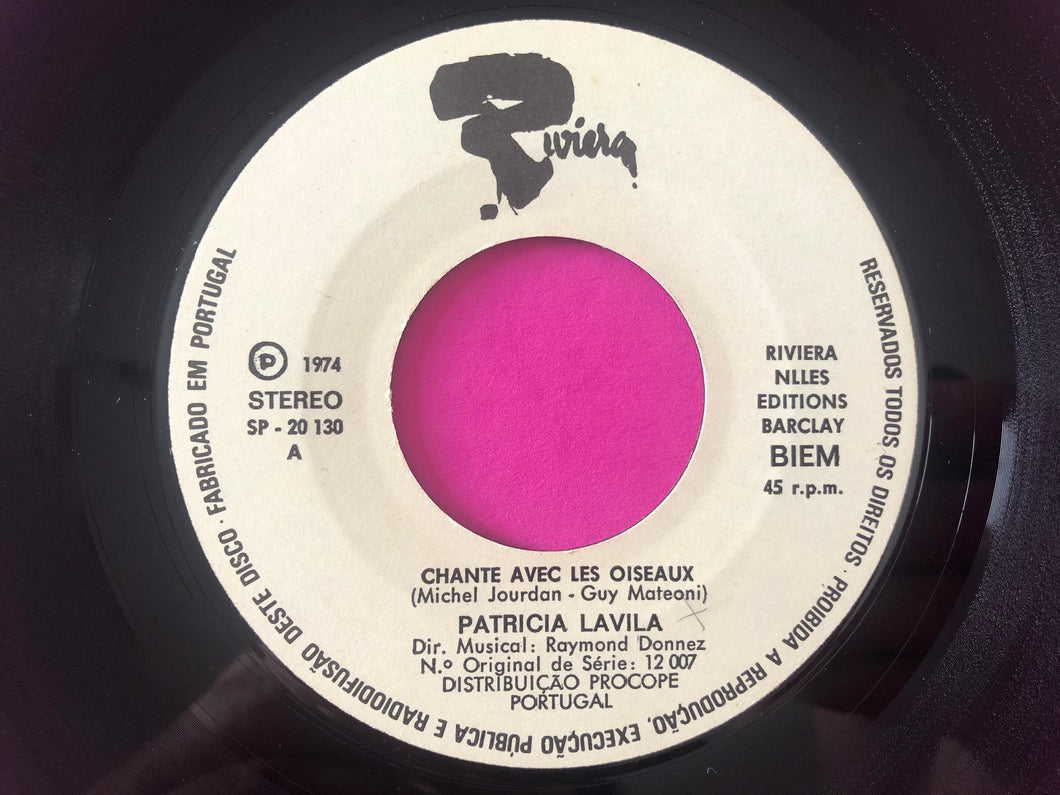 Riviera
RESERVADOS TODOS OS DIREITOS · PROIBIDA A REPRODUÇÃO, EXECUÇÃO PÚBLICA E RADIODIFUSÃO DESTE DISCO · FABRICADO EM PORTUGAL
Ⓟ 1974
STEREO
SP - 20 130
A
RIVIERA
NLLES
EDITIONS
BARCLAY
BIEM
45 r.p.m.
CHANTE AVEC LES OISEAUX
(Michel Jourdan - Guy Mateoni)
PATRICIA LAVILA
Dir. Musical: Raymond Donnez
N.º Original de Série: 12 007
DISTRIBUIÇÃO PROCOPE
PORTUGAL